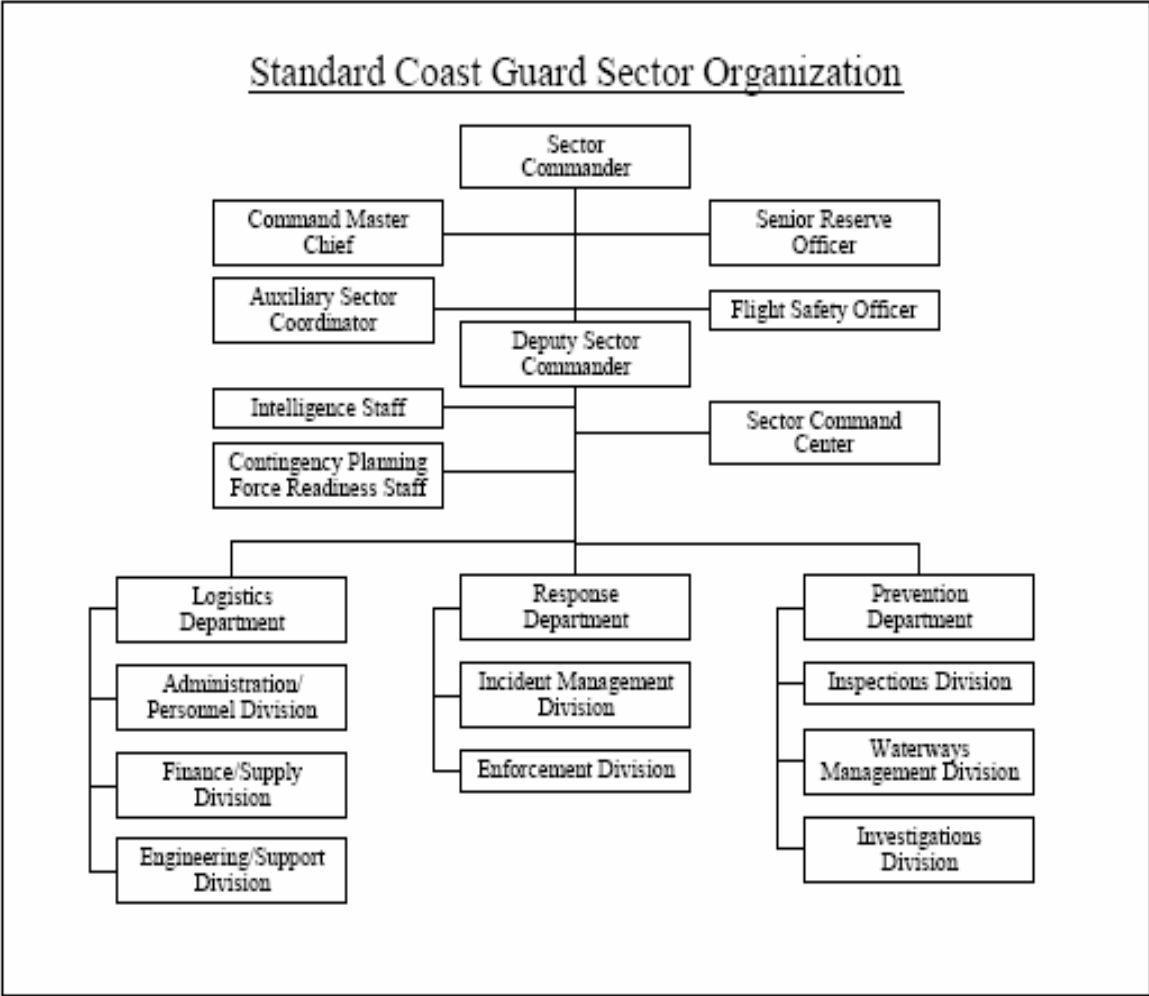 Standard Coast Guard Sector Organization
Sector
Commander
Command Master
Chief
Senior Reserve
Officer
Auxiliary Sector
Coordinator
Flight Safety Officer
Deputy Sector
Commander
Intelligence Staff
Sector Command
Center
Contingency Planning
Force Readiness Staff
Logistics
Department
Administration/
Personnel Division
Finance/Supply
Division
Engineering/Support
Division
Response
Department
Incident Management
Division
Enforcement Division
Prevention
Department
Inspections Division
Waterways
Management Division
Investigations
Division